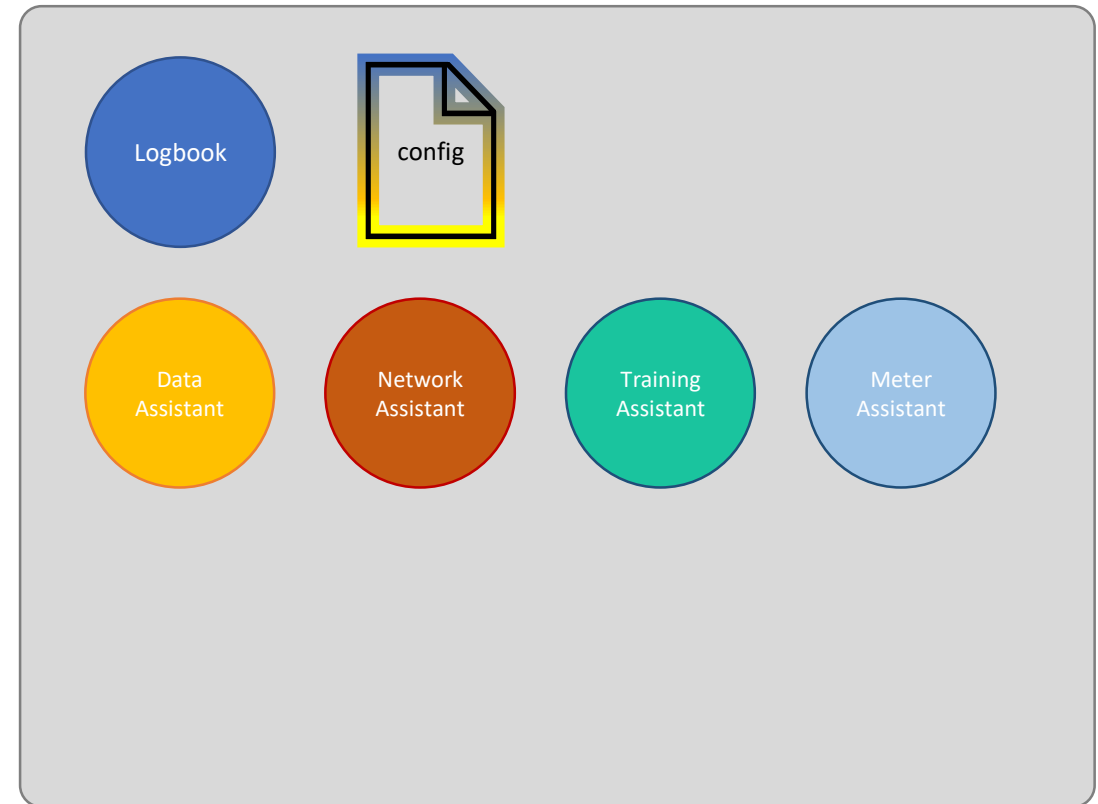 Logbook
config
Data
Assistant
Network
Assistant
Training
Assistant
Meter
Assistant